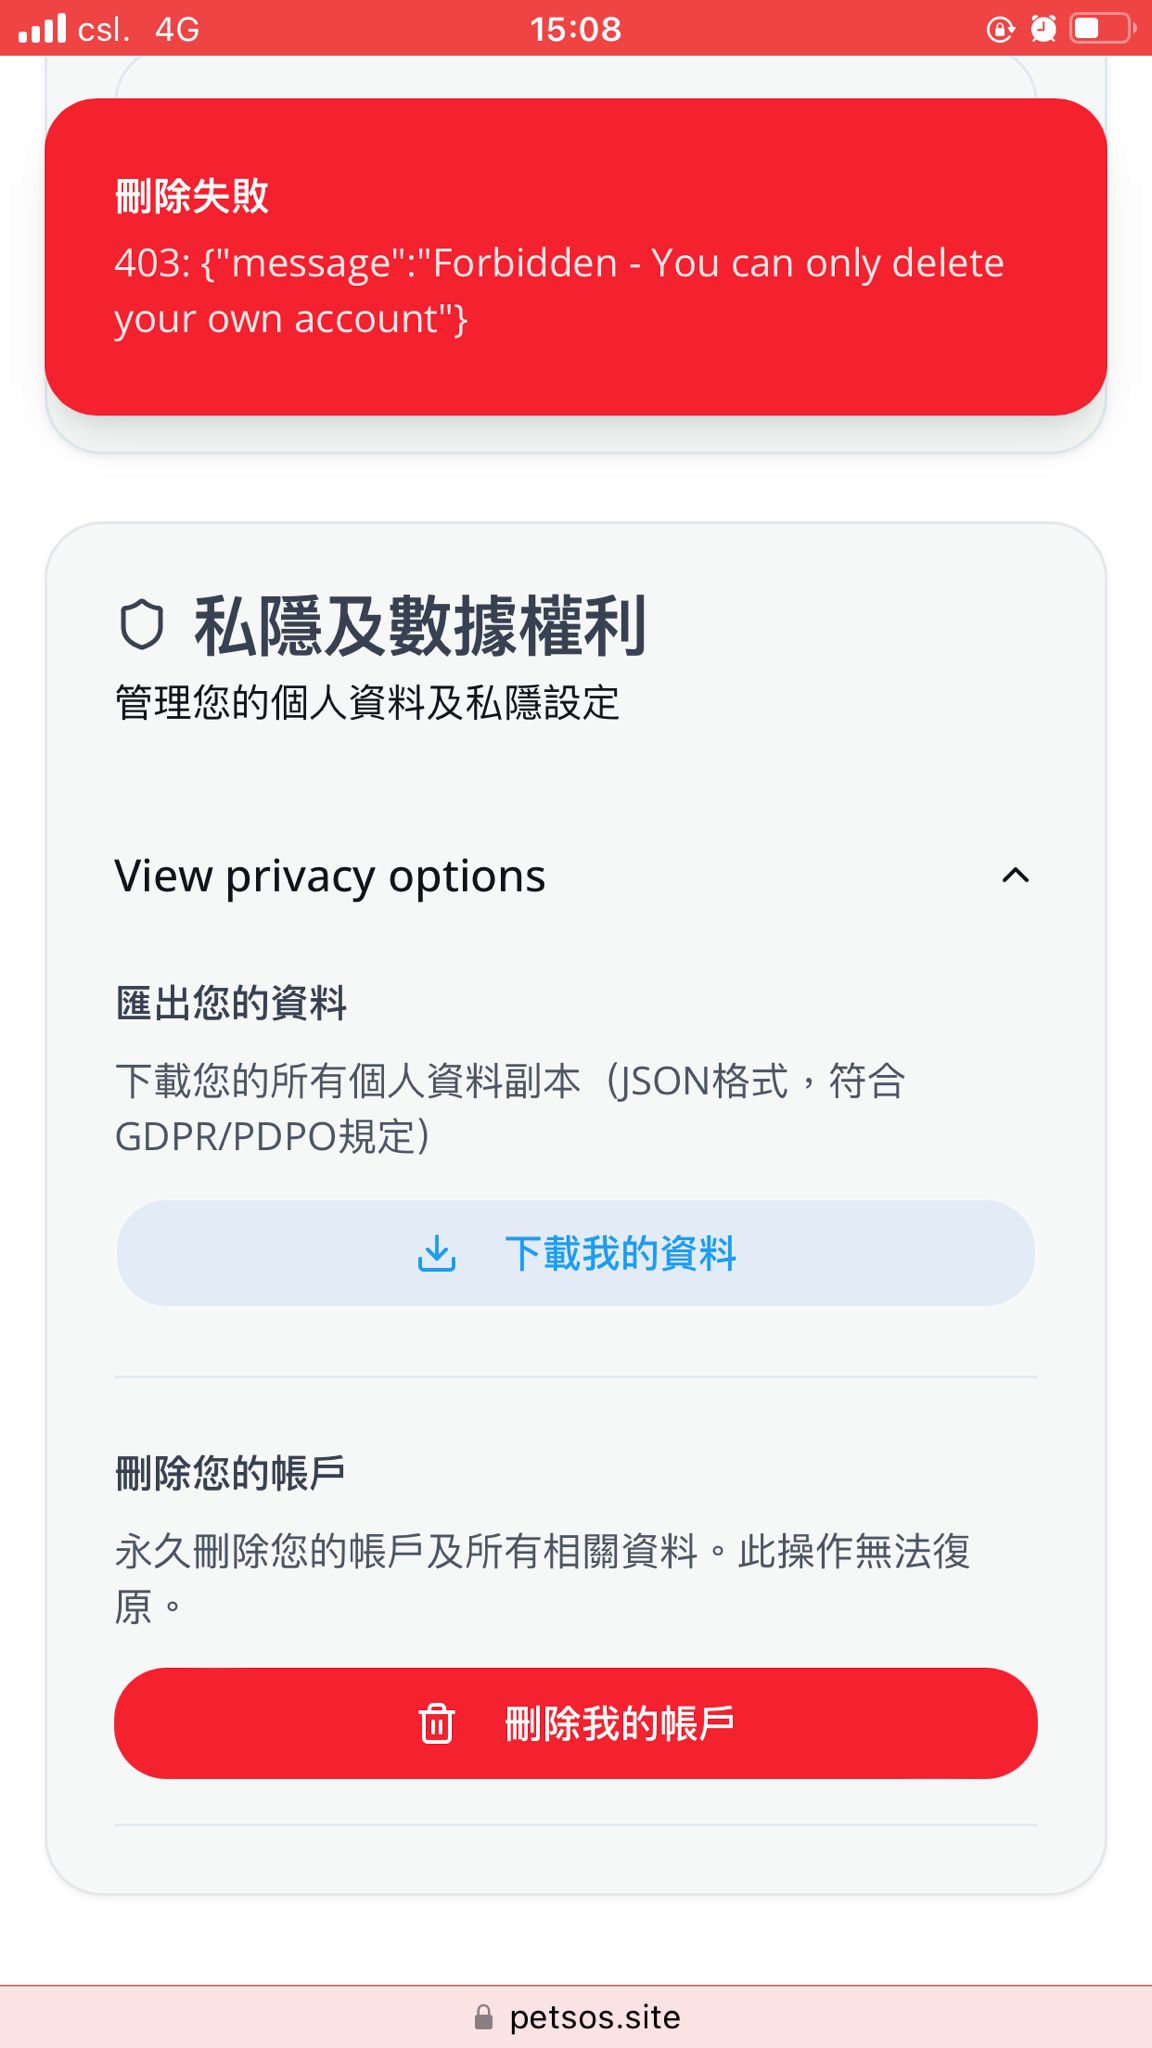 csl. 4G 15:08
刪除失敗
403: {"message":"Forbidden - You can only delete
your own account"}
私隱及數據權利
管理您的個人資料及私隱設定
View privacy options
匯出您的資料
下載您的所有個人資料副本（JSON格式，符合
GDPR/PDPO規定）
下載我的資料
刪除您的帳戶
永久刪除您的帳戶及所有相關資料。此操作無法復
原。
刪除我的帳戶
petsos.site